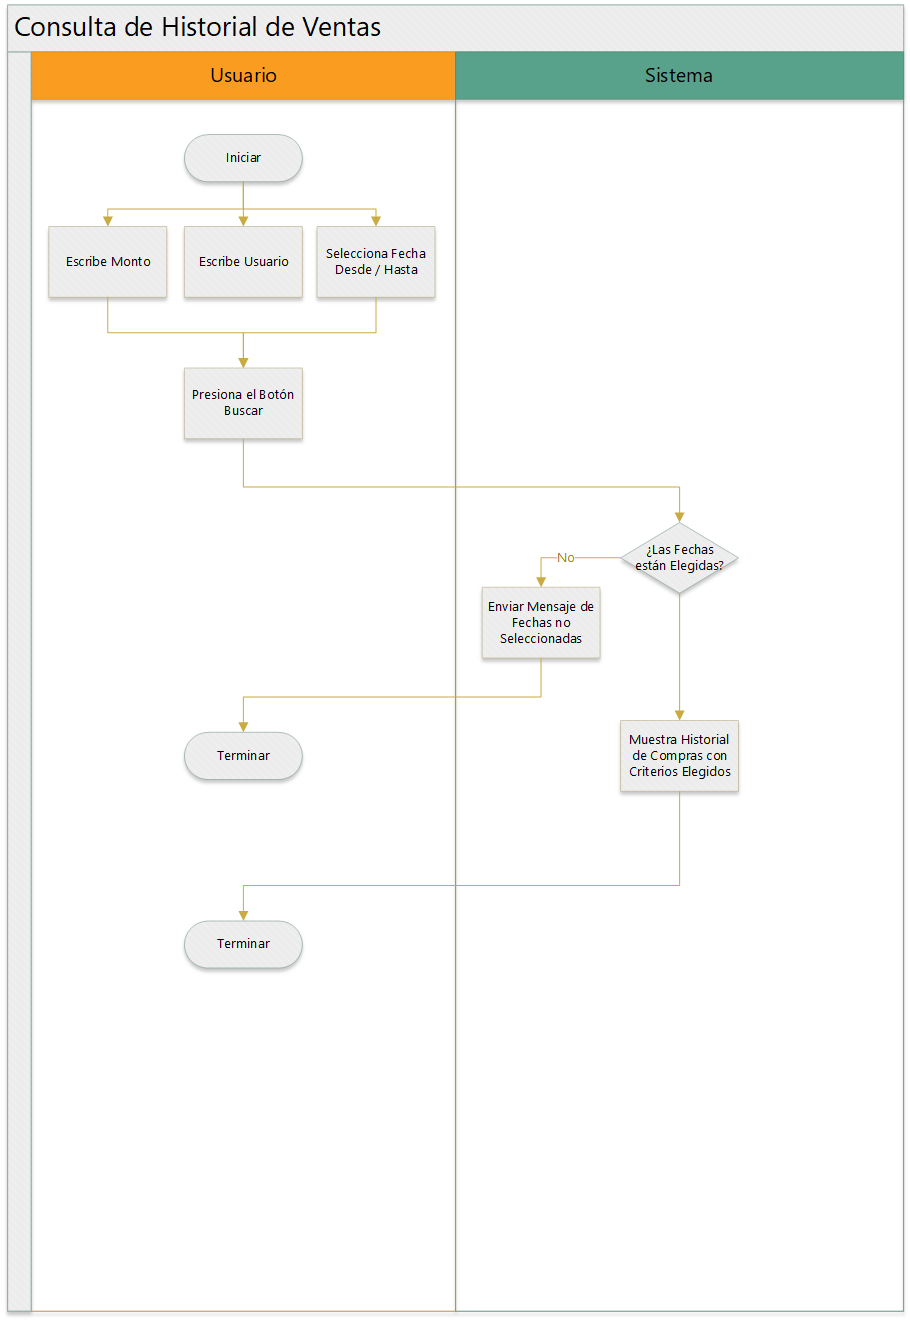 Consulta de Historial de Ventas
Usuario
Sistema
Iniciar
Escribe Monto
Escribe Usuario
Selecciona Fecha
Desde / Hasta
Presiona el Botón
Buscar
¿Las Fechas
están Elegidas?
No
Enviar Mensaje de
Fechas no
Seleccionadas
Terminar
Muestra Historial
de Compras con
Criterios Elegidos
Terminar